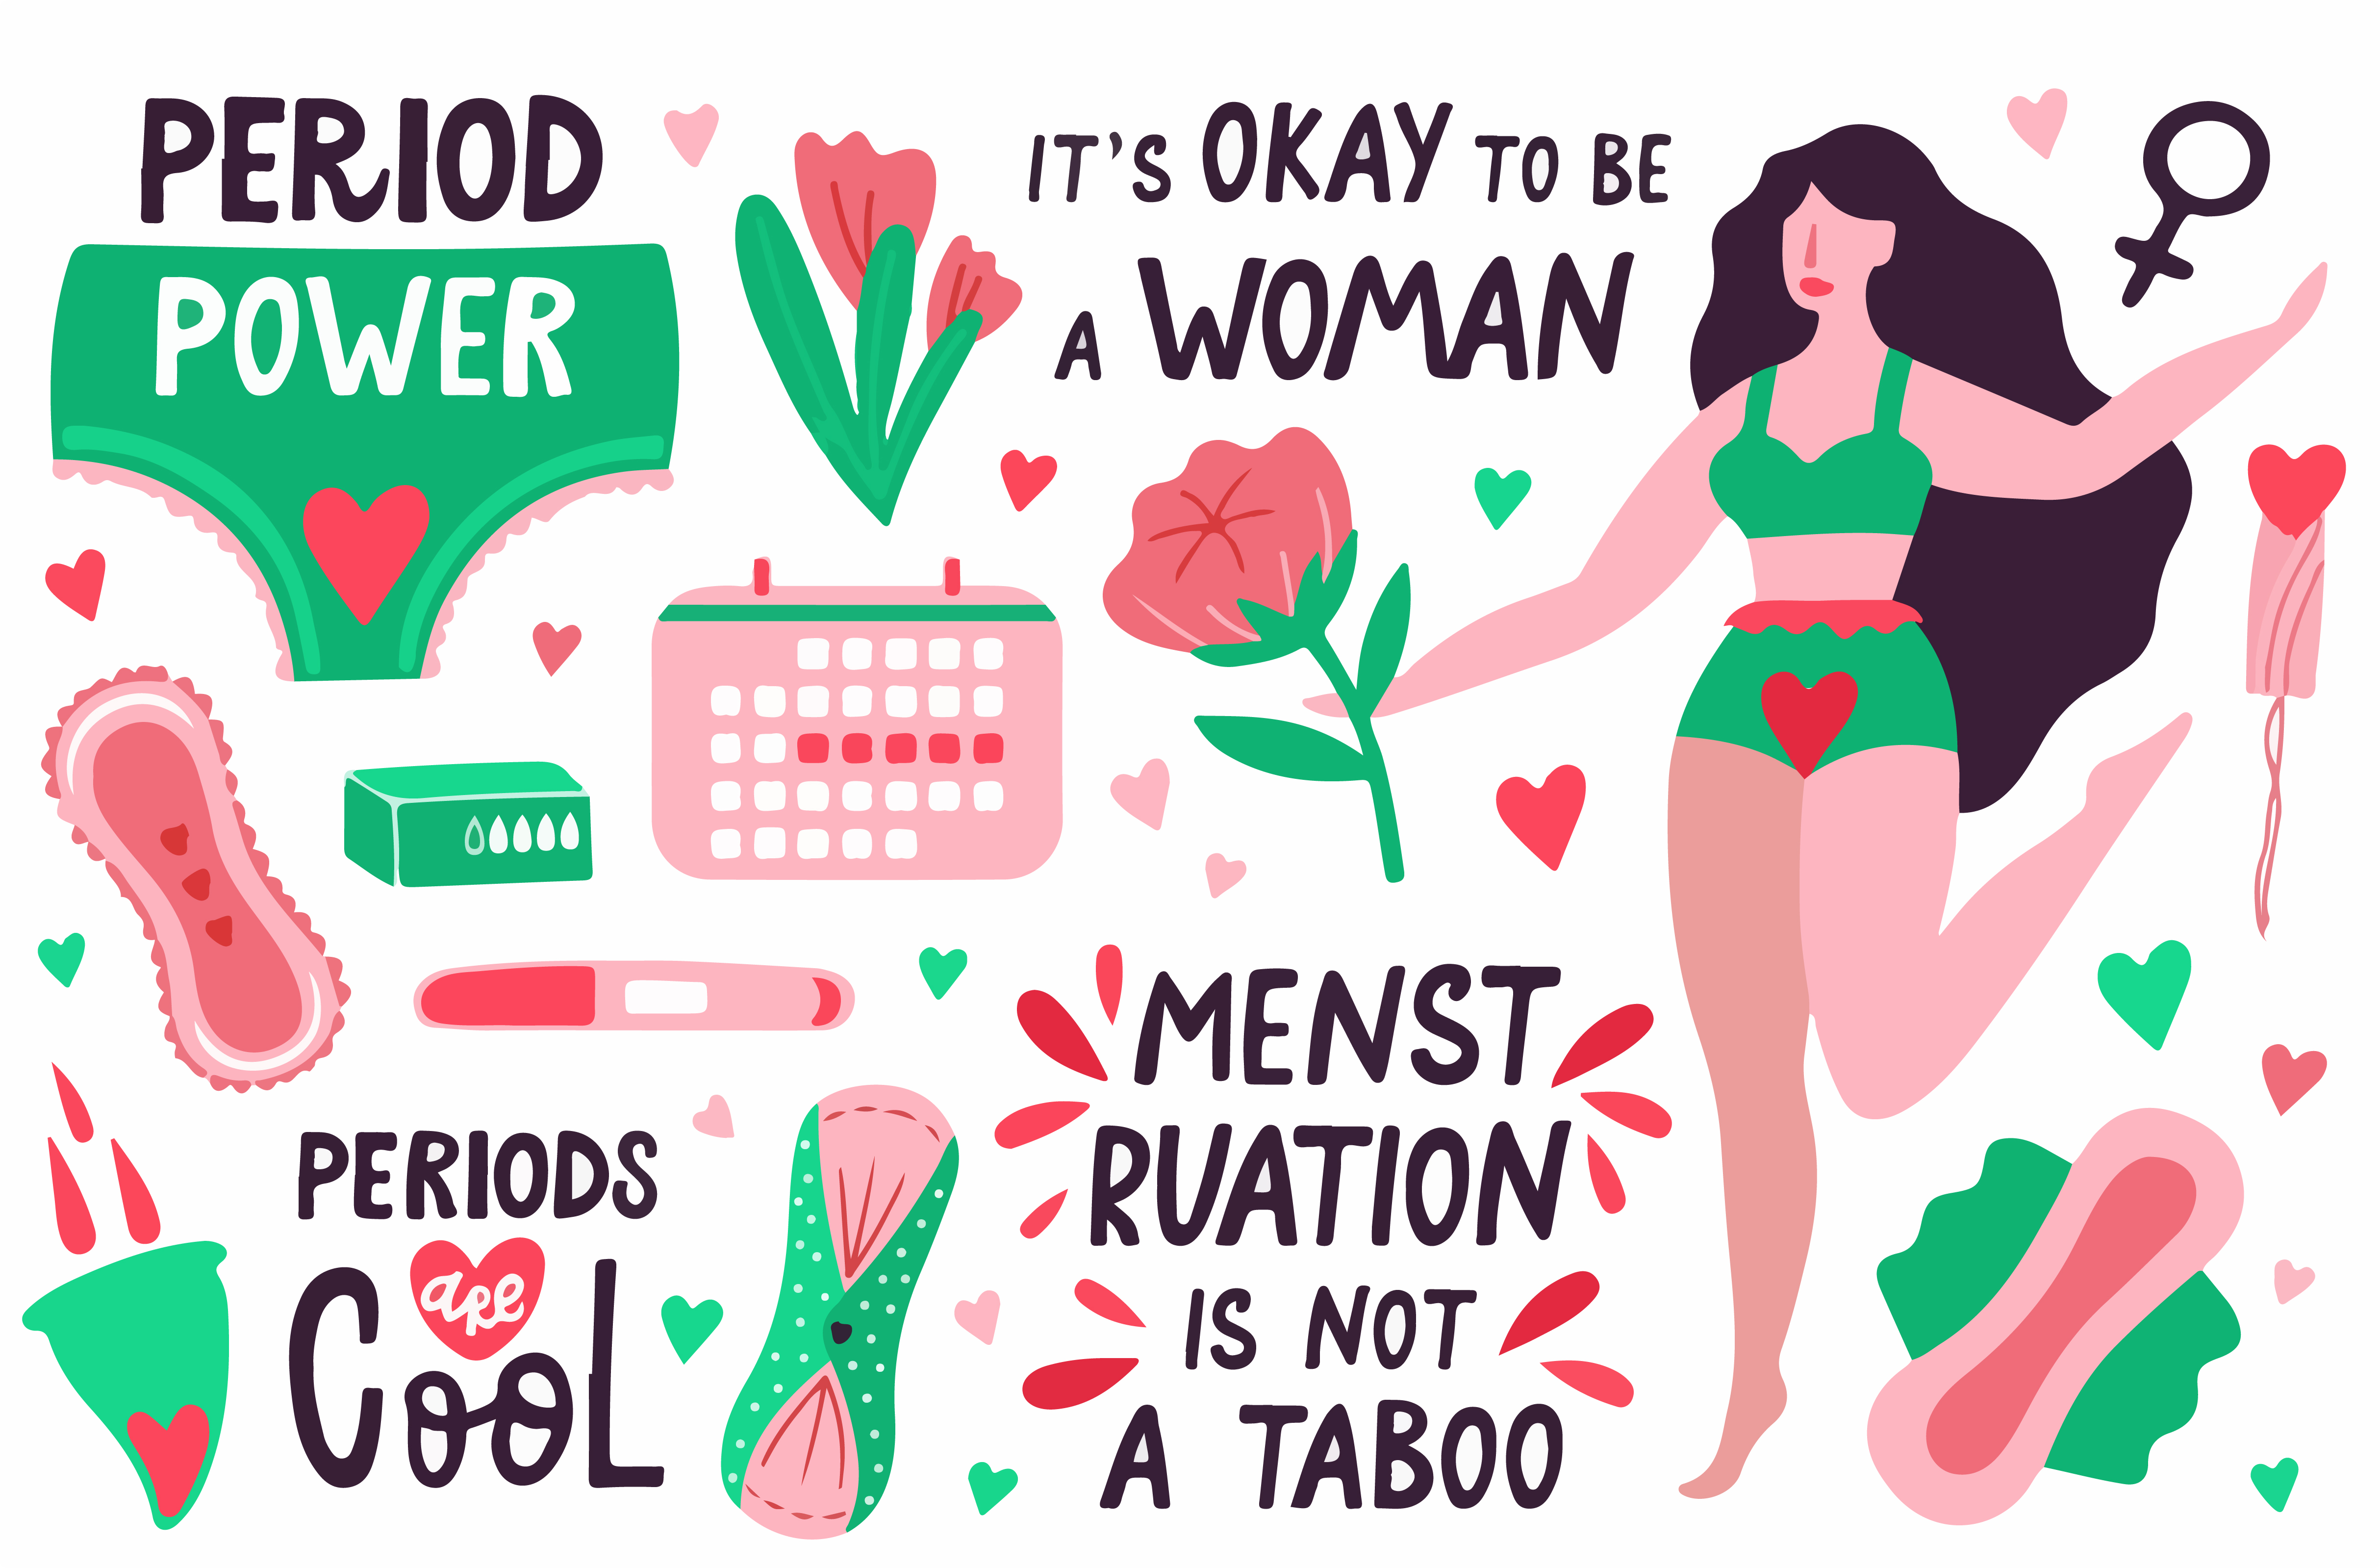 PERIOD
POWER
IT'S OKAY TO BE
A WOMAN
PERIODS
are
COOL
MENST
RUATION
IS NOT
A TABOO